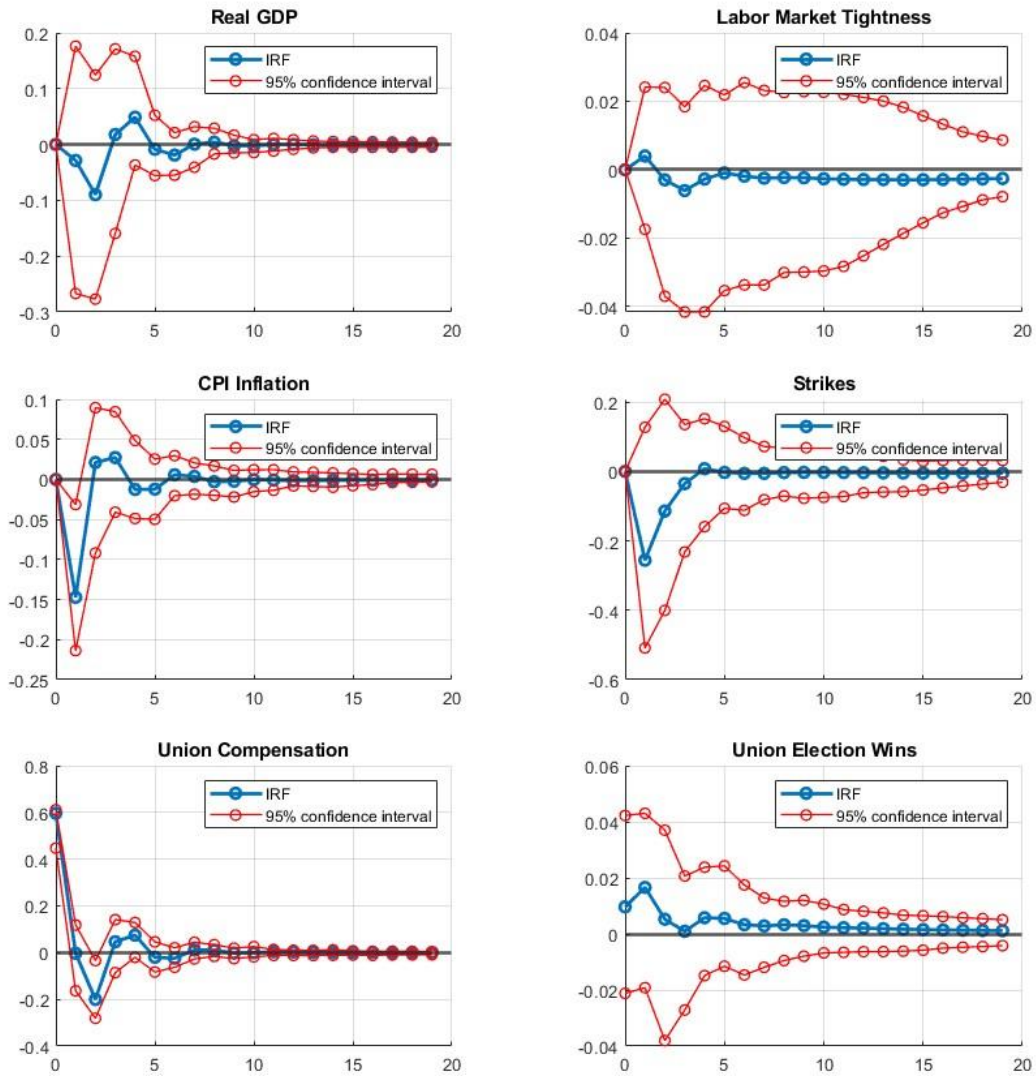 Real GDP
0.2
0.1
0
-0.1
-0.2
-0.3
0 5 10 15 20
IRF
95% confidence interval
Labor Market Tightness
0.04
0.02
0
-0.02
-0.04
0 5 10 15 20
IRF
95% confidence interval
CPI Inflation
0.1
0.05
0
-0.05
-0.1
-0.15
-0.2
-0.25
0 5 10 15 20
IRF
95% confidence interval
Strikes
0.2
0
-0.2
-0.4
-0.6
0 5 10 15 20
IRF
95% confidence interval
Union Compensation
0.8
0.6
0.4
0.2
0
-0.2
-0.4
0 5 10 15 20
IRF
95% confidence interval
Union Election Wins
0.06
0.04
0.02
0
-0.02
-0.04
0 5 10 15 20
IRF
95% confidence interval